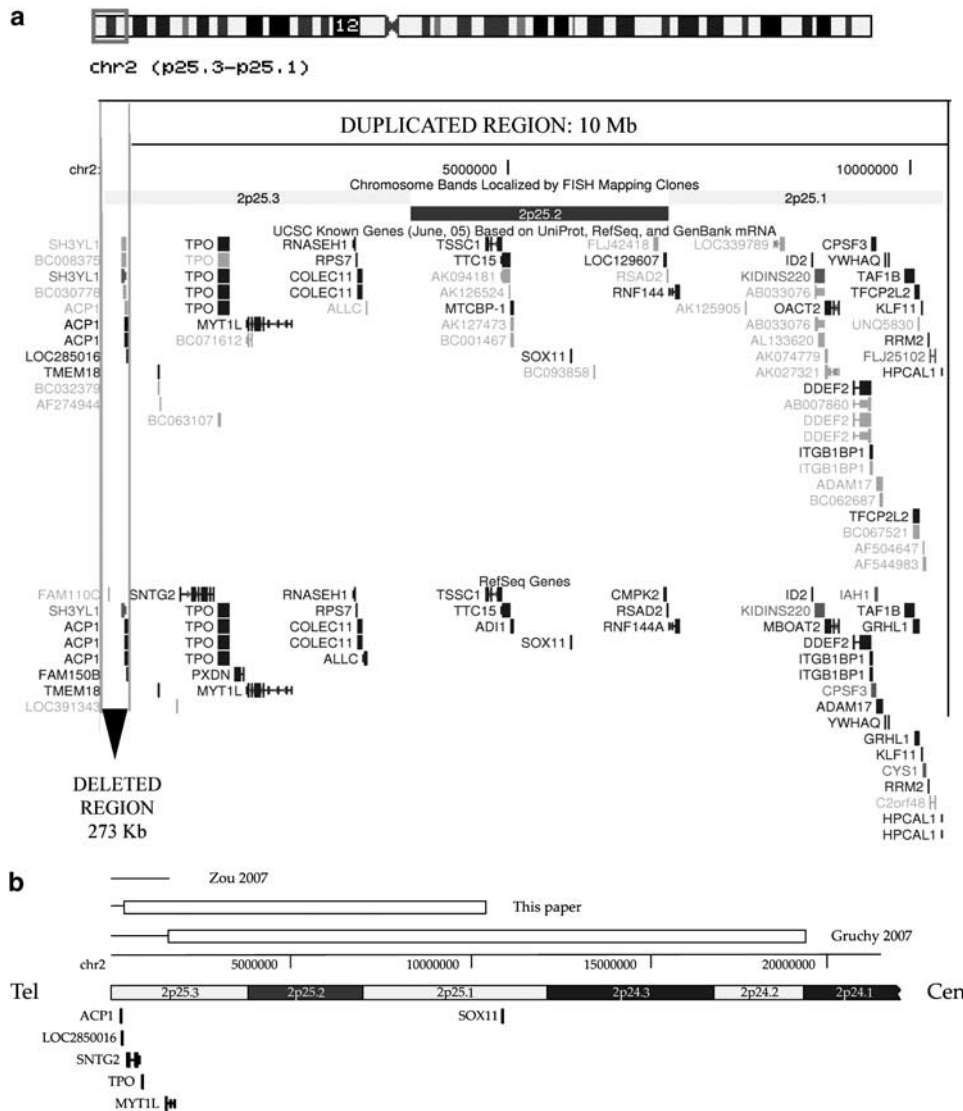 a
12
chr2 (p25.3-p25.1)
DUPLICATED REGION: 10 Mb
chr2: 5000000 10000000
Chromosome Bands Localized by FISH Mapping Clones
2p25.3 2p25.1
2p25.2
UCSC Known Genes (June, 05) Based on UniProt, RefSeq, and GenBank mRNA
SH3YL1 TPO RNASEH1 TSSC1 FLJ42418 LOC339789 CPSF3
BC008375 TPO RPS7 TTC15 LOC129607 ID2 YWHAQ
SH3YL1 TPO COLEC11 AK094181 RSAD2 KIDINS220 TAF1B
BC030778 TPO COLEC11 AK126524 RNF144 AB033076 TFCP2L2
ACP1 TPO ALLC MTCBP-1 AK125905 OACT2 KLF11
ACP1 MYT1L AK127473 AB033076 UNQ5830
ACP1 BC071612 BC001467 AL133620 RRM2
LOC285016 SOX11 AK074779 FLJ25102
TMEM18 BC093858 AK027321 HPCAL1
BC032379 DDEF2
AF274944 AB007860
BC063107 DDEF2
DDEF2
ITGB1BP1
ITGB1BP1
ADAM17
BC062687
TFCP2L2
BC067521
AF504647
AF544983
RefSeq Genes
FAM110C SNTG2 RNASEH1 TSSC1 CMPK2 ID2 IAH1
SH3YL1 TPO RPS7 TTC15 RSAD2 KIDINS220 TAF1B
ACP1 TPO COLEC11 ADI1 RNF144A MBOAT2 GRHL1
ACP1 TPO COLEC11 SOX11 DDEF2
ACP1 TPO ALLC ITGB1BP1
FAM150B PXDN ITGB1BP1
TMEM18 MYT1L CPSF3
LOC391343 ADAM17
YWHAQ
GRHL1
KLF11
CYS1
RRM2
C2orf48
HPCAL1
HPCAL1
DELETED
REGION
273 Kb
b
Zou 2007
This paper
Gruchy 2007
chr2 5000000 10000000 15000000 20000000
Tel 2p25.3 2p25.2 2p25.1 2p24.3 2p24.2 2p24.1 Cen
ACP1 SOX11
LOC2850016
SNTG2
TPO
MYT1L